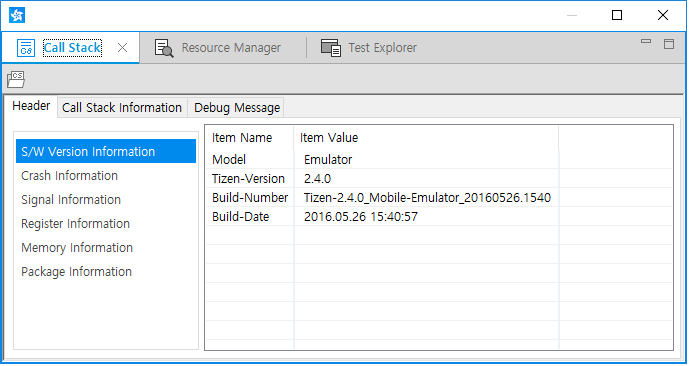 Call Stack
Resource Manager
Test Explorer
CS
CS
Header
Call Stack Information
Debug Message
S/W Version Information
Crash Information
Signal Information
Register Information
Memory Information
Package Information
Item Name Item Value
Model Emulator
Tizen-Version 2.4.0
Build-Number Tizen-2.4.0_Mobile-Emulator_20160526.1540
Build-Date 2016.05.26 15:40:57